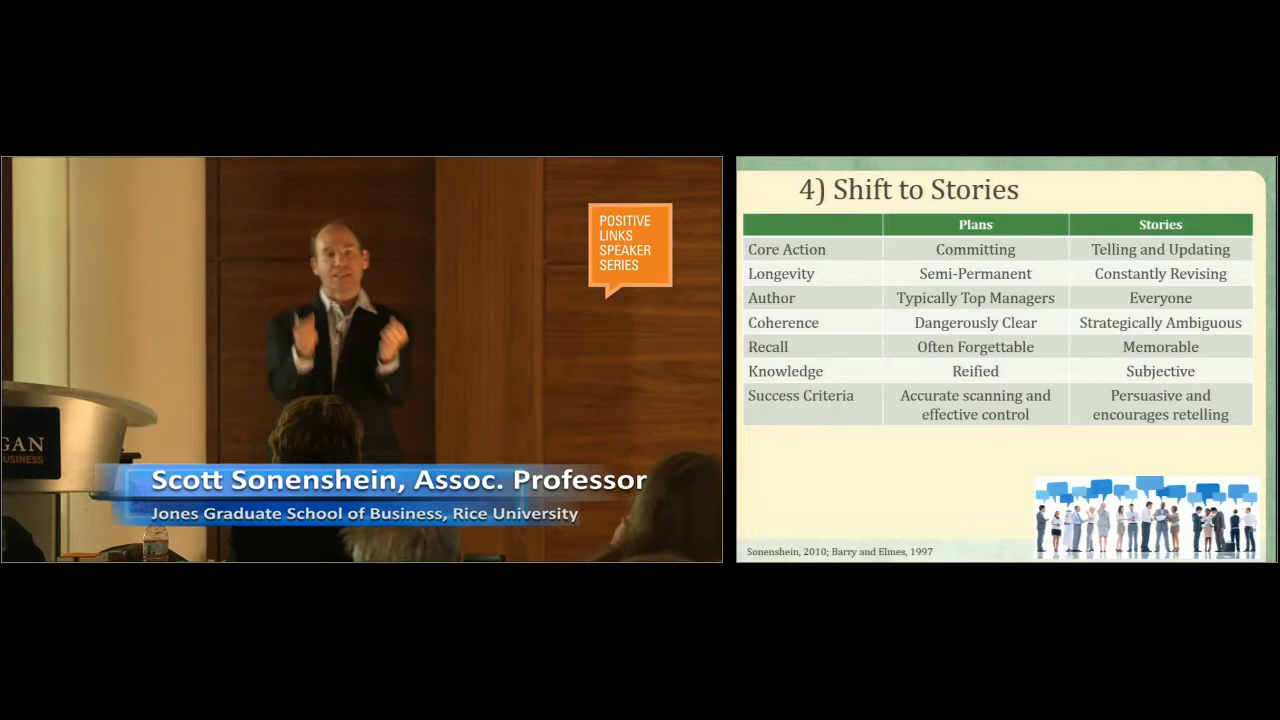 POSITIVE
LINKS
SPEAKER
SERIES
GAN
USINESS
Scott Sonenshein, Assoc. Professor
Jones Graduate School of Business, Rice University
4) Shift to Stories
Plans Stories
Core Action Committing Telling and Updating
Longevity Semi-Permanent Constantly Revising
Author Typically Top Managers Everyone
Coherence Dangerously Clear Strategically Ambiguous
Recall Often Forgettable Memorable
Knowledge Reified Subjective
Success Criteria Accurate scanning and Persuasive and
effective control encourages retelling
Sonenshein, 2010; Barry and Elmes, 1997